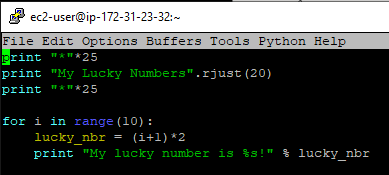 ec2-user@ip-172-31-23-32:~
File Edit Options Buffers Tools Python Help
print "*"*25
print "My Lucky Numbers".rjust(20)
print "*"*25

for i in range(10):
    lucky_nbr = (i+1)*2
    print "My lucky number is %s!" % lucky_nbr